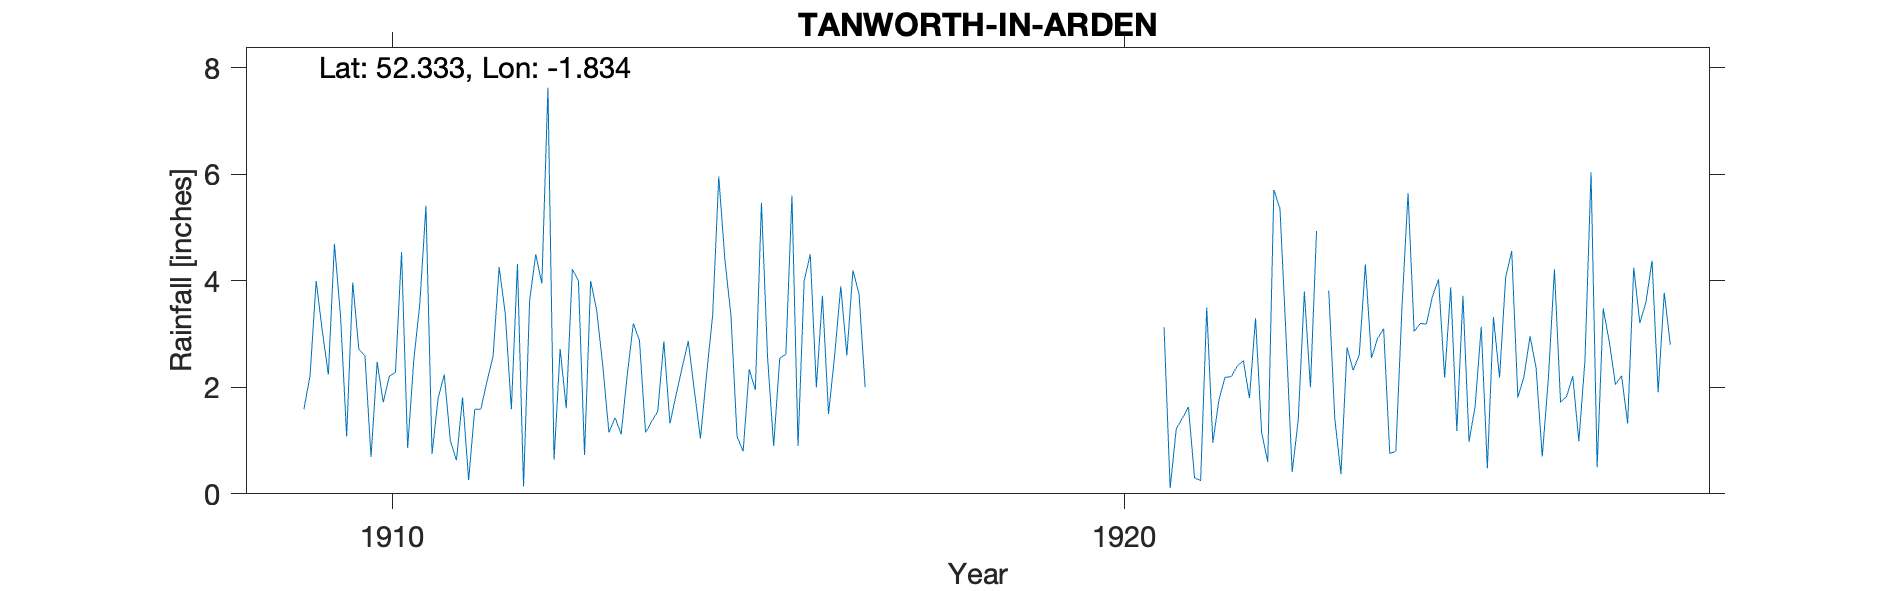 TANWORTH-IN-ARDEN
Lat: 52.333, Lon: -1.834
8
6
4
2
0
Rainfall [inches]
1910
1920
Year